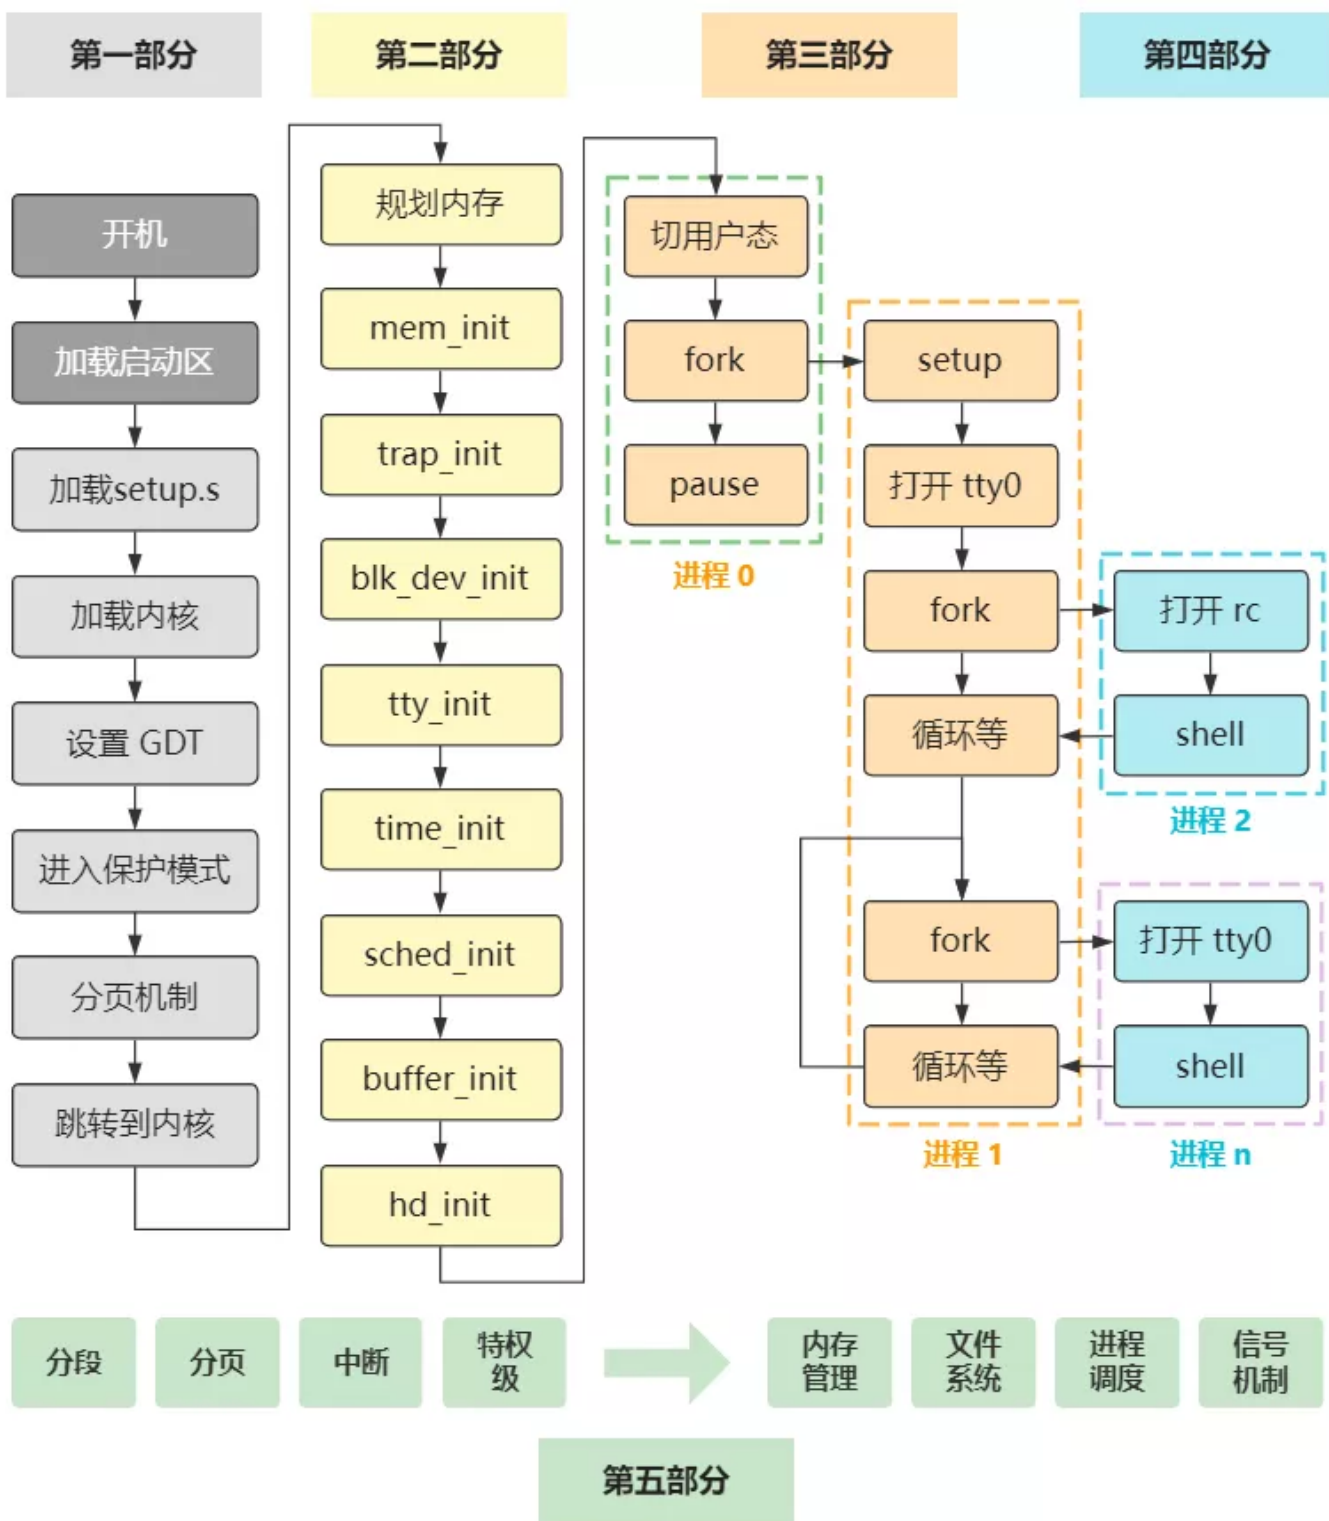 第一部分
第二部分
第三部分
第四部分
开机
加载启动区
加载setup.s
加载内核
设置 GDT
进入保护模式
分页机制
跳转到内核
规划内存
mem_init
trap_init
blk_dev_init
tty_init
time_init
sched_init
buffer_init
hd_init
切用户态
fork
pause
进程 0
setup
打开 tty0
fork
循环等
fork
循环等
进程 1
打开 rc
shell
进程 2
打开 tty0
shell
进程 n
分段
分页
中断
特权
级
内存
管理
文件
系统
进程
调度
信号
机制
第五部分